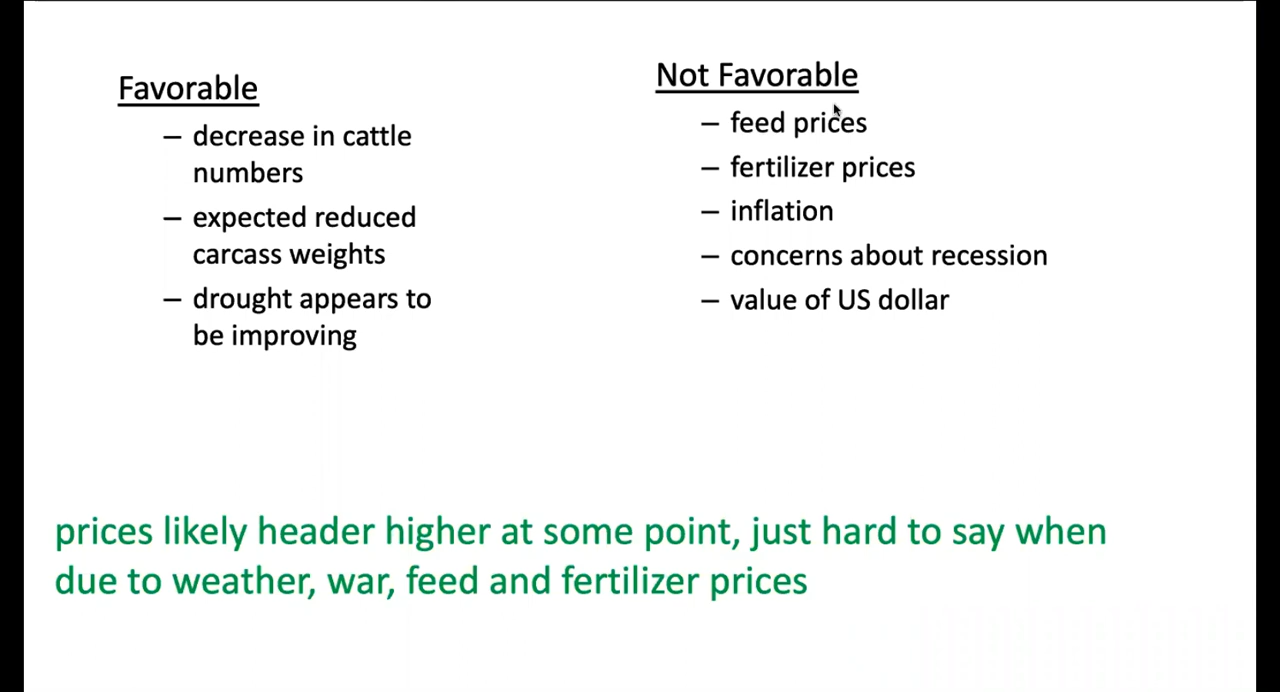 Favorable
– decrease in cattle
numbers
– expected reduced
carcass weights
– drought appears to
be improving
Not Favorable
– feed prices
– fertilizer prices
– inflation
– concerns about recession
– value of US dollar
prices likely header higher at some point, just hard to say when
due to weather, war, feed and fertilizer prices